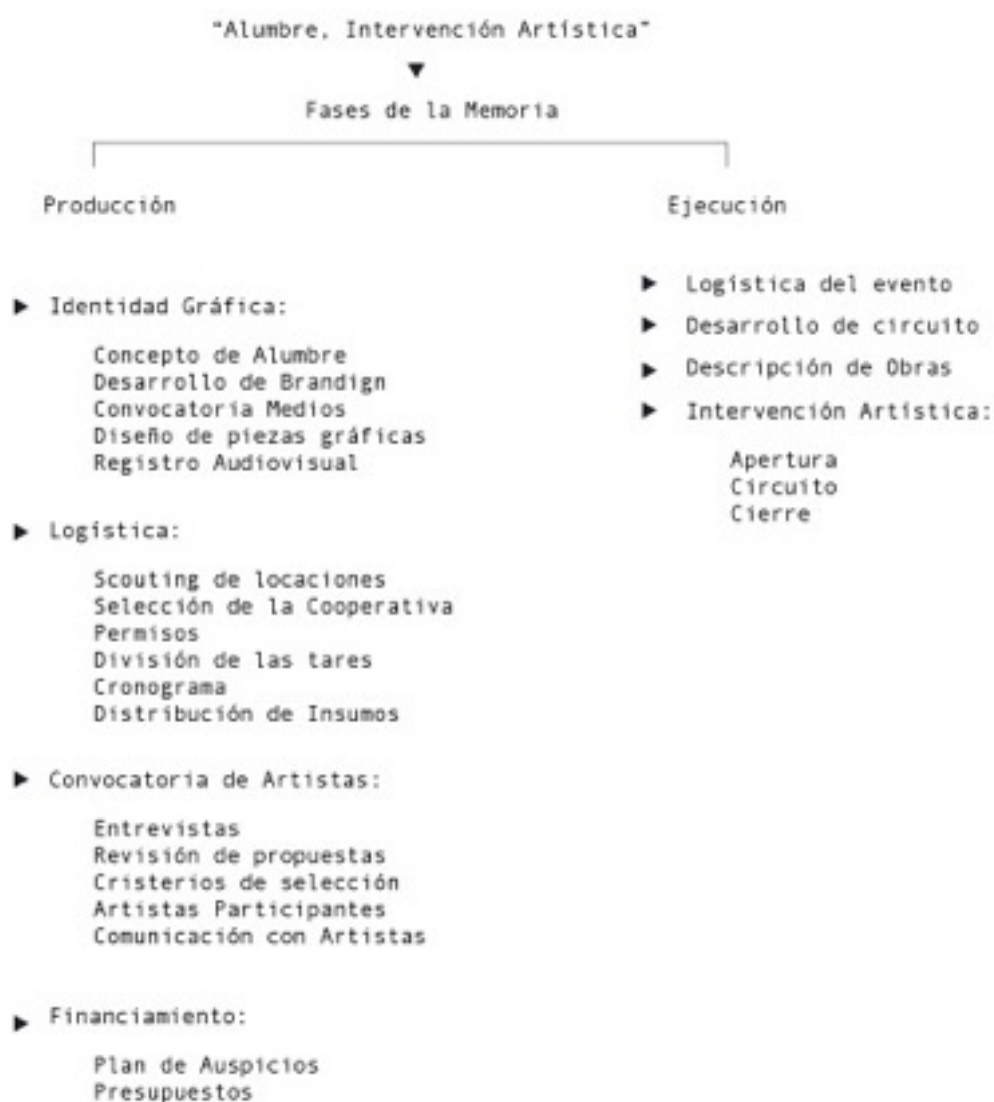 "Alumbre, Intervención Artística"
Fases de la Memoria
Producción
Identidad Gráfica:
Concepto de Alumbre
Desarrollo de Brandign
Convocatoria Medios
Diseño de piezas gráficas
Registro Audiovisual
Logística:
Scouting de locaciones
Selección de la Cooperativa
Permisos
División de las tares
Cronograma
Distribución de Insumos
Convocatoria de Artistas:
Entrevistas
Revisión de propuestas
Cristerios de selección
Artistas Participantes
Comunicación con Artistas
Financiamiento:
Plan de Auspicios
Presupuestos
Ejecución
Logística del evento
Desarrollo de circuito
Descripción de Obras
Intervención Artística:
Apertura
Circuito
Cierre